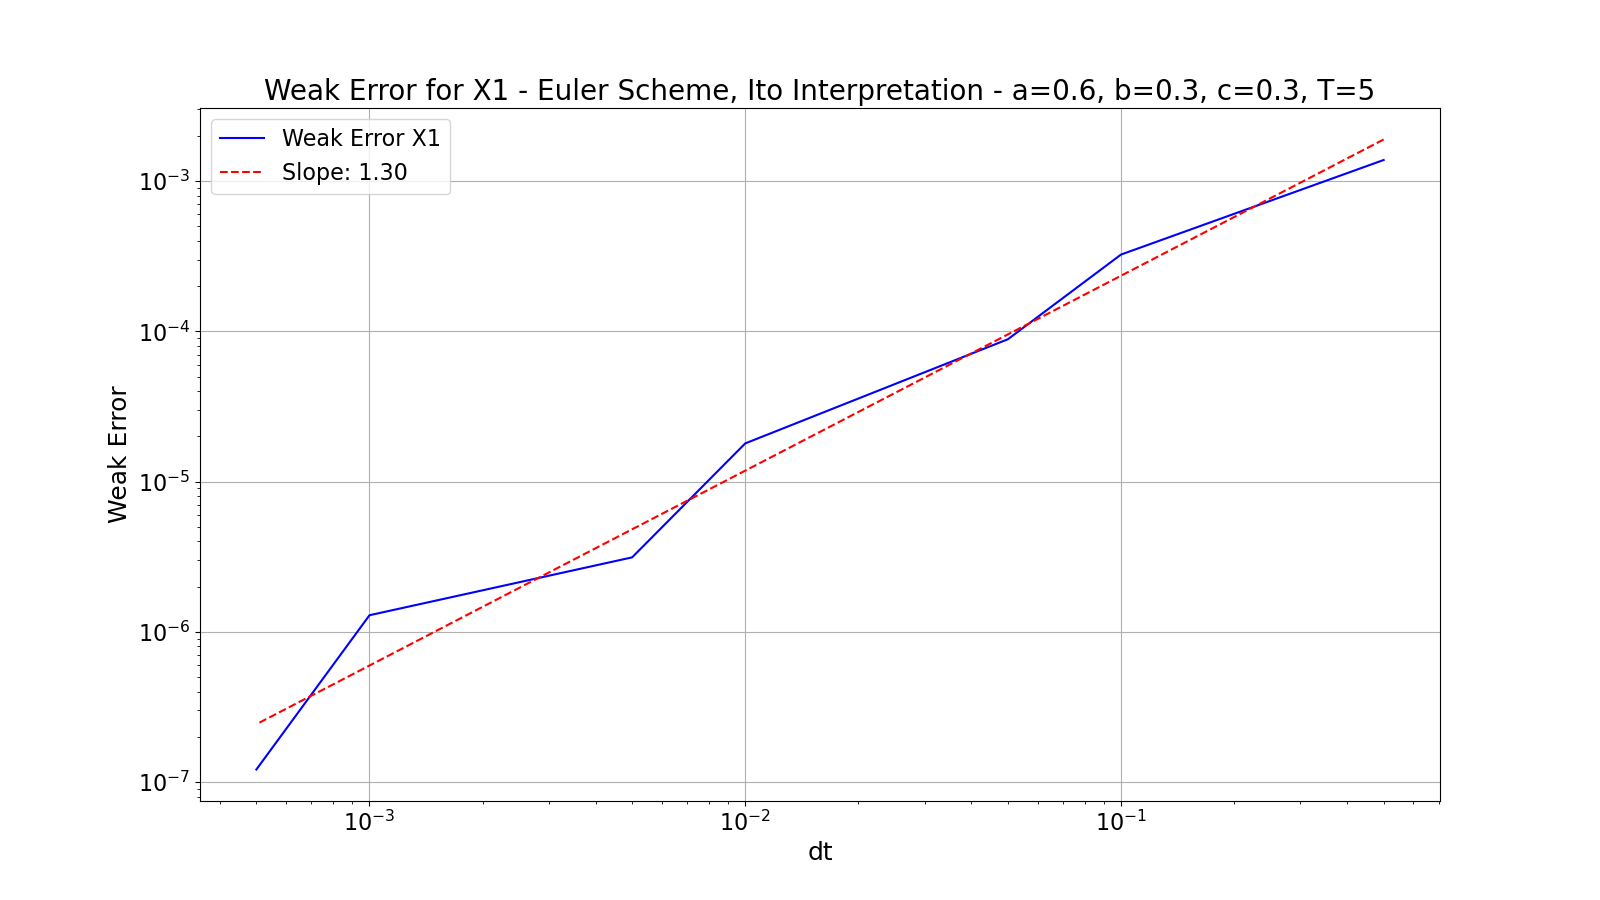 Weak Error for X1 - Euler Scheme, Ito Interpretation - a=0.6, b=0.3, c=0.3, T=5
Weak Error X1
Slope: 1.30
Weak Error
10⁻³
10⁻⁴
10⁻⁵
10⁻⁶
10⁻⁷
10⁻³ 10⁻² 10⁻¹
dt